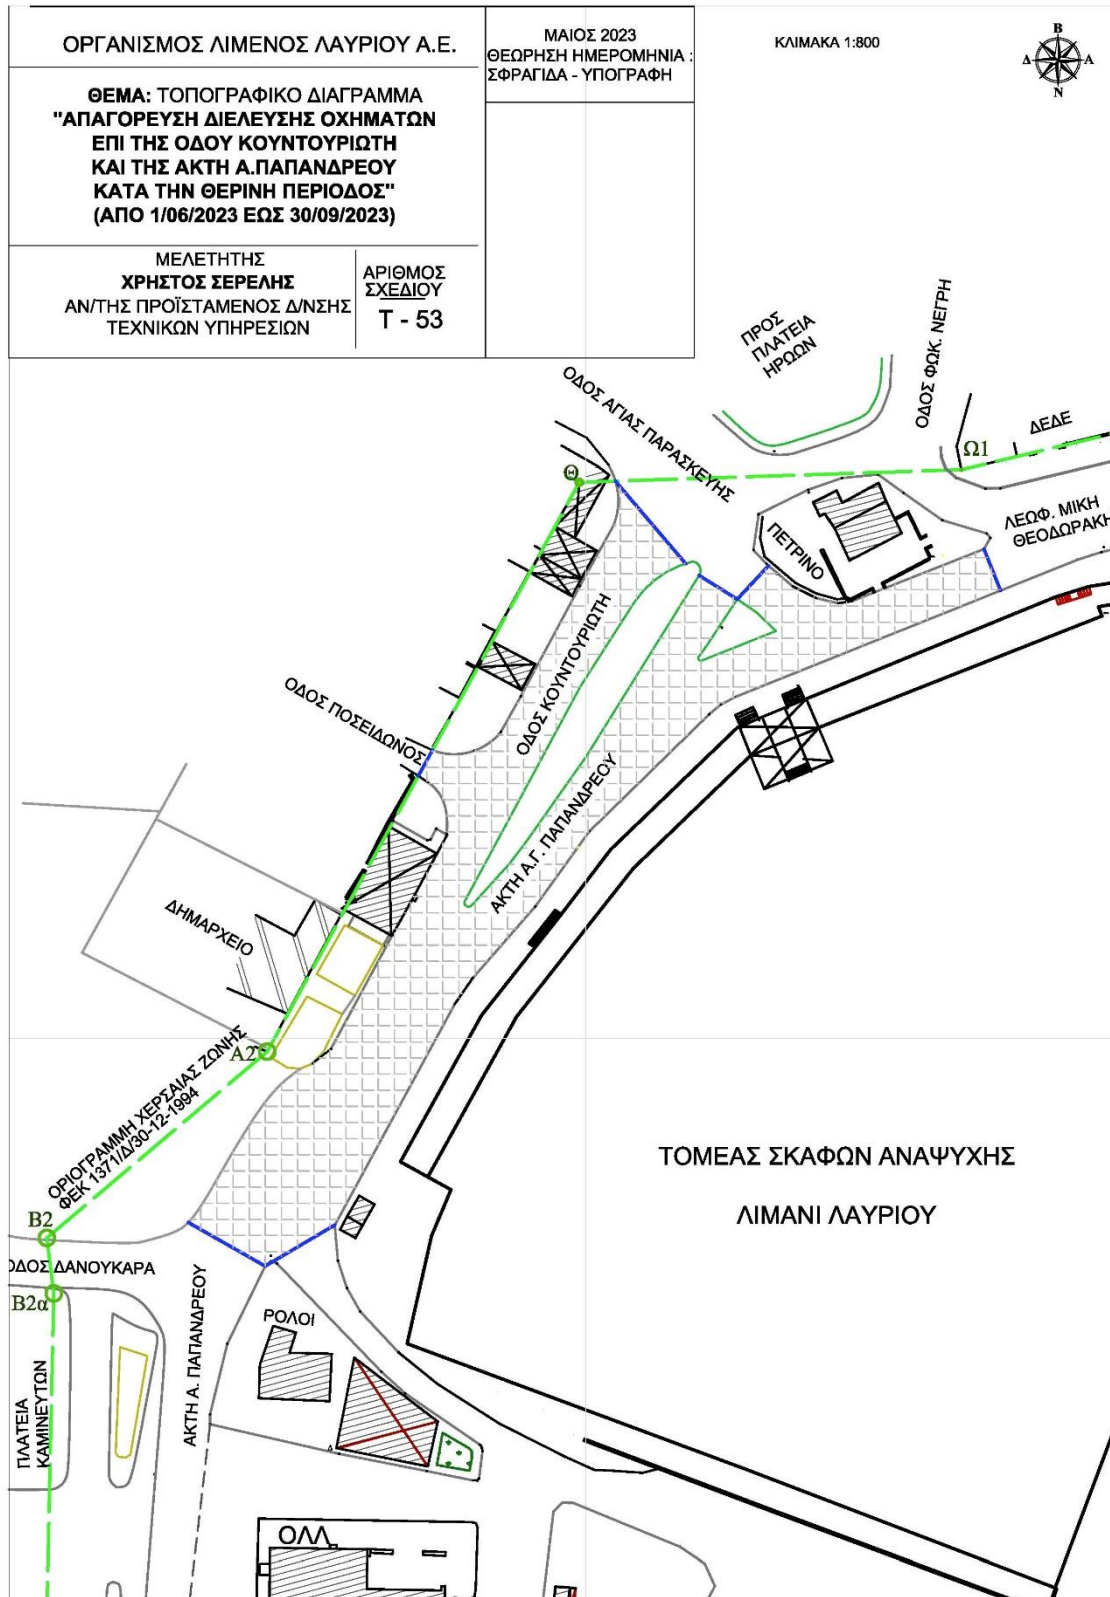 ΟΡΓΑΝΙΣΜΟΣ ΛΙΜΕΝΟΣ ΛΑΥΡΙΟΥ Α.Ε.
ΘΕΜΑ: ΤΟΠΟΓΡΑΦΙΚΟ ΔΙΑΓΡΑΜΜΑ
"ΑΠΑΓΟΡΕΥΣΗ ΔΙΕΛΕΥΣΗΣ ΟΧΗΜΑΤΩΝ
ΕΠΙ ΤΗΣ ΟΔΟΥ ΚΟΥΝΤΟΥΡΙΩΤΗ
ΚΑΙ ΤΗΣ ΑΚΤΗ Α.ΠΑΠΑΝΔΡΕΟΥ
ΚΑΤΑ ΤΗΝ ΘΕΡΙΝΗ ΠΕΡΙΟΔΟΣ"
(ΑΠΟ 1/06/2023 ΕΩΣ 30/09/2023)
ΜΕΛΕΤΗΤΗΣ
ΧΡΗΣΤΟΣ ΣΕΡΕΛΗΣ
ΑΝ/ΤΗΣ ΠΡΟΪΣΤΑΜΕΝΟΣ Δ/ΝΣΗΣ
ΤΕΧΝΙΚΩΝ ΥΠΗΡΕΣΙΩΝ
ΑΡΙΘΜΟΣ
ΣΧΕΔΙΟΥ
Τ - 53
ΜΑΙΟΣ 2023
ΘΕΩΡΗΣΗ ΗΜΕΡΟΜΗΝΙΑ :
ΣΦΡΑΓΙΔΑ - ΥΠΟΓΡΑΦΗ
ΚΛΙΜΑΚΑ 1:800
Β
Δ
Α
Ν
ΠΡΟΣ
ΠΛΑΤΕΙΑ
ΗΡΩΩΝ
ΟΔΟΣ ΦΩΚ. ΝΕΓΡΗ
ΟΔΟΣ ΑΓΙΑΣ ΠΑΡΑΣΚΕΥΗΣ
ΔΕΔΕ
Ω1
Θ
ΛΕΩΦ. ΜΙΚΗ
ΘΕΟΔΩΡΑΚΗ
ΠΕΤΡΙΝΟ
ΟΔΟΣ ΚΟΥΝΤΟΥΡΙΩΤΗ
ΟΔΟΣ ΠΟΣΕΙΔΩΝΟΣ
ΑΚΤΗ Α.Γ. ΠΑΠΑΝΔΡΕΟΥ
ΔΗΜΑΡΧΕΙΟ
Α2
ΟΡΙΟΓΡΑΜΜΗ ΧΕΡΣΑΙΑΣ ΖΩΝΗΣ
ΦΕΚ 1371/Δ/30-12-1994
ΤΟΜΕΑΣ ΣΚΑΦΩΝ ΑΝΑΨΥΧΗΣ
ΛΙΜΑΝΙ ΛΑΥΡΙΟΥ
Β2
ΟΔΟΣ ΔΑΝΟΥΚΑΡΑ
Β2α
ΑΚΤΗ Α. ΠΑΠΑΝΔΡΕΟΥ
ΡΟΛΟΙ
ΠΛΑΤΕΙΑ
ΚΑΜΙΝΕΥΤΩΝ
ΟΛΛ